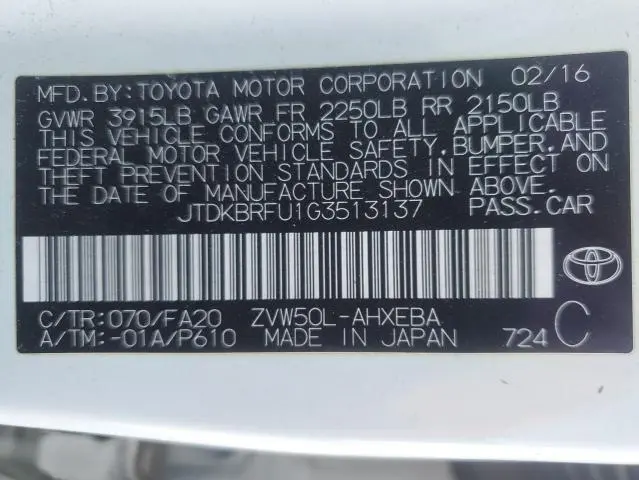 MFD.BY:TOYOTA MOTOR CORPORATION 02/16
GVWR 3915LB GAWR FR 2250LB RR 2150LB
THIS VEHICLE CONFORMS TO ALL APPLICABLE
FEDERAL MOTOR VEHICLE SAFETY,BUMPER,AND
THEFT PREVENTION STANDARDS IN EFFECT ON
THE DATE OF MANUFACTURE SHOWN ABOVE.
JTDKBRFU1G3513137 PASS.CAR
C/TR:070/FA20 ZVW50L-AHXEBA
A/TM:-01A/P610 MADE IN JAPAN 724 C